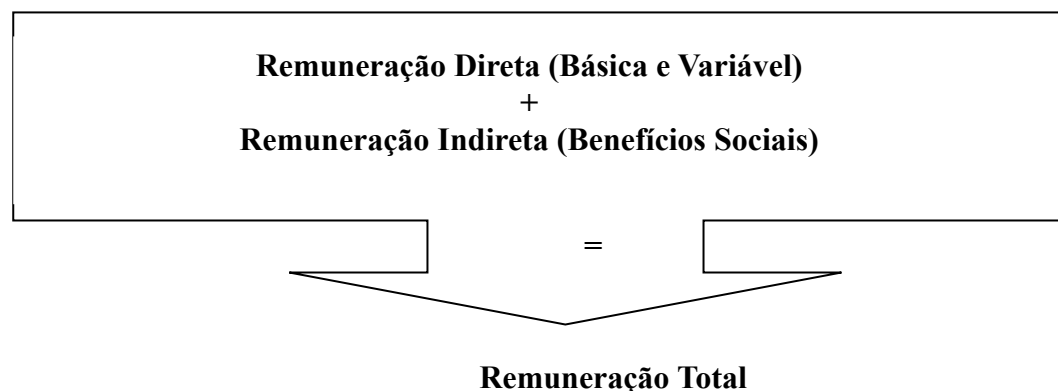 Remuneração Direta (Básica e Variável)
+
Remuneração Indireta (Benefícios Sociais)
=
Remuneração Total